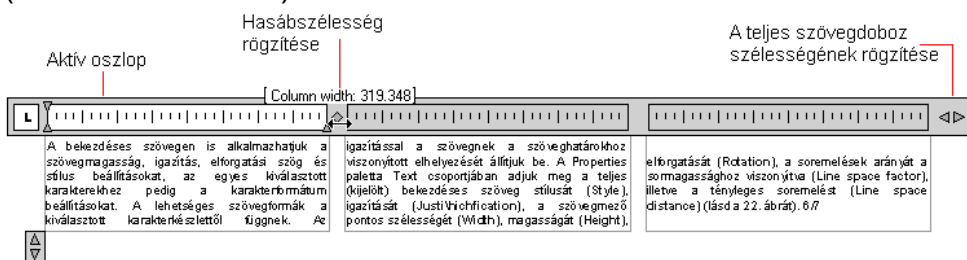 Hasábszélesség
rögzítése
A teljes szövegdoboz
szélességének rögzítése
Aktív oszlop
[ Column width: 319.348]
L
A bekezdéses szövegen is alkalmazhatjuk a
szövegmagasság, igazítás, elforgatási szög és
stílus beállításokat, az egyes kiválasztott
karakterekhez pedig a karakterformátum
beállításokat. A lehetséges szövegformák a
kiválasztott karakterkészlettől függnek. Az
igazítással a szövegnek a szöveghatárokhoz
viszonyított elhelyezését állítjuk be. A Properties
paletta Text csoportjában adjuk meg a teljes
(kijelölt) bekezdéses szöveg stílusát (Style),
igazítását (Justi\hichfication), a szövegmező
pontos szélességét (Width), magasságát (Height),
elforgatását (Rotation), a soremelések arányát a
sormagassághoz viszonyítva (Line space factor),
illetve a tényleges soremelést (Line space
distance) (lásd a 22. ábrát). 6/7